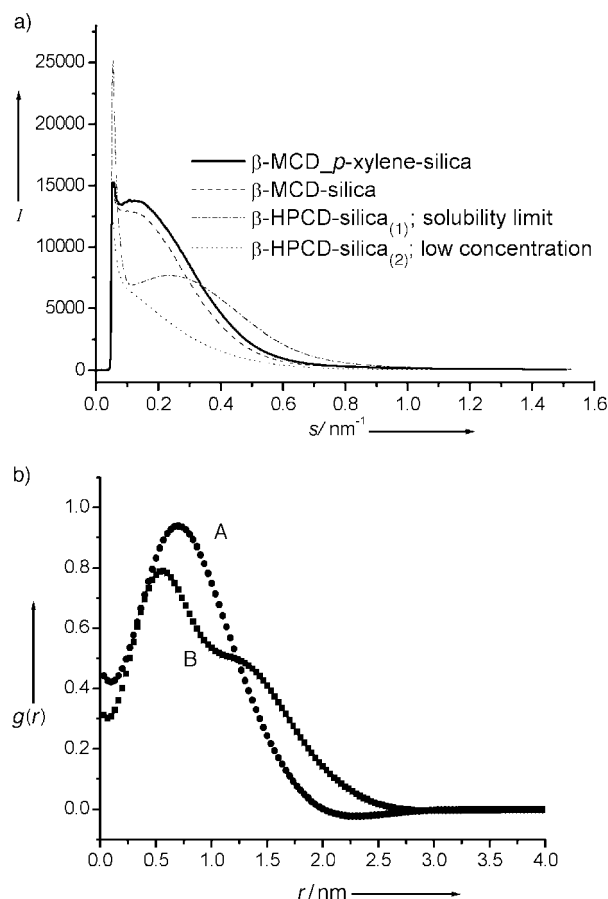 a)
25000
20000
15000
10000
5000
0
I
β-MCD_p-xylene-silica
β-MCD-silica
β-HPCD-silica(1); solubility limit
β-HPCD-silica(2); low concentration
0.0 0.2 0.4 0.6 0.8 1.0 1.2 1.4 1.6
s/ nm-1
b)
1.0
0.8
0.6
0.4
0.2
0.0
g(r)
A
B
0.0 0.5 1.0 1.5 2.0 2.5 3.0 3.5 4.0
r/ nm